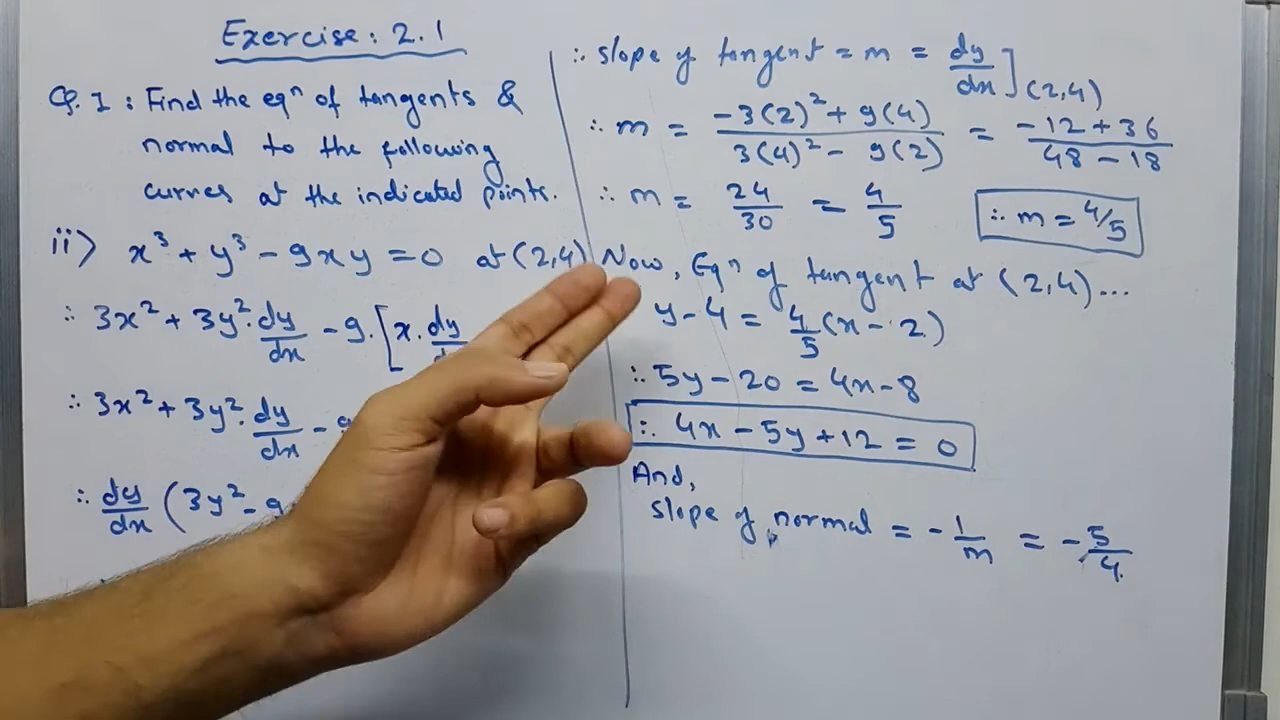 Exercise: 2.1
Q.1 : Find the eqⁿ of tangents &
normal to the following
curves at the indicated points.
ii) x³ + y³ - 9xy = 0 at (2,4)
∴ 3x² + 3y²·dy/dx - 9·[x·dy/
∴ 3x² + 3y²·dy/dx - 9
∴ dy/dx (3y² - 9
∴ slope of tangent = m = dy/dx](2,4)
∴ m = -3(2)² + 9(4) / 3(4)² - 9(2) = -12 + 36 / 48 - 18
∴ m = 24/30 = 4/5 ∴ m = 4/5
Now, Eqⁿ of tangent at (2,4)...
y - 4 = 4/5 (x - 2)
∴ 5y - 20 = 4x - 8
∴ 4x - 5y + 12 = 0
And,
slope of normal = - 1/m = - 5/4